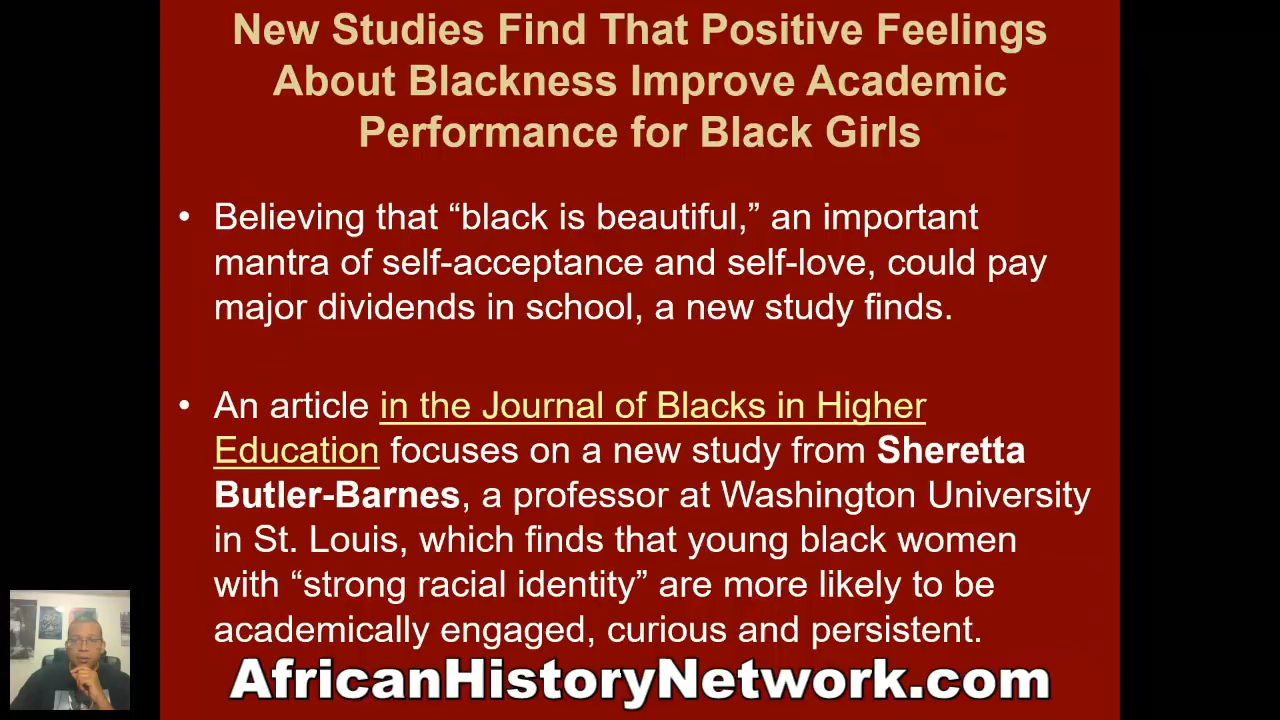 New Studies Find That Positive Feelings
About Blackness Improve Academic
Performance for Black Girls
• Believing that “black is beautiful,” an important
mantra of self-acceptance and self-love, could pay
major dividends in school, a new study finds.
• An article in the Journal of Blacks in Higher
Education focuses on a new study from Sheretta
Butler-Barnes, a professor at Washington University
in St. Louis, which finds that young black women
with “strong racial identity” are more likely to be
academically engaged, curious and persistent.
AfricanHistoryNetwork.com